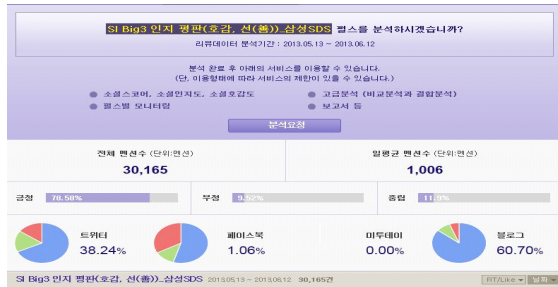 SI Big3 인지 평판(호감, 선(善))_삼성SDS 펄스를 분석하시겠습니까?
리뷰데이터 분석기간 : 2013.05.13 ~ 2013.06.12
분석 완료 후 아래의 서비스를 이용할 수 있습니다.
(단, 이용형태에 따라 서비스의 제한이 있을 수 있습니다.)
소셜스코어, 소셜인지도, 소셜호감도
고급분석 (비교분석과 결합분석)
펄스별 모니터링
보고서 등
분석요청
전체 멘션수 (단위:멘션)
일평균 멘션수 (단위:멘션)
30,165
1,006
긍정 78.58%
부정 9.52%
중립 11.9%
트위터
38.24%
페이스북
1.06%
미투데이
0.00%
블로그
60.70%
SI Big3 인지 평판(호감, 선(善))_삼성SDS 2013.05.13 ~ 2013.06.12 30,165건
RT/Like
날짜